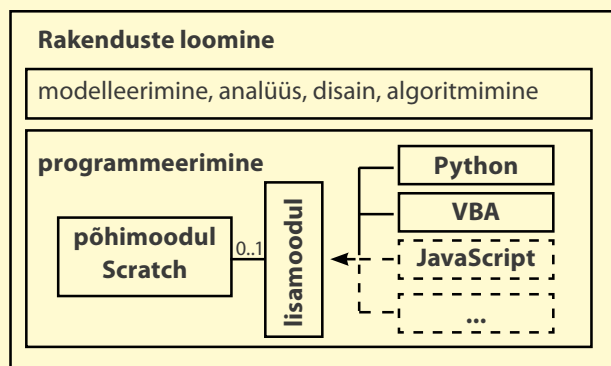 Rakenduste loomine
modelleerimine, analüüs, disain, algoritmimine
programmeerimine
põhimoodul
Scratch
0..1
lisamoodul
Python
VBA
JavaScript
...